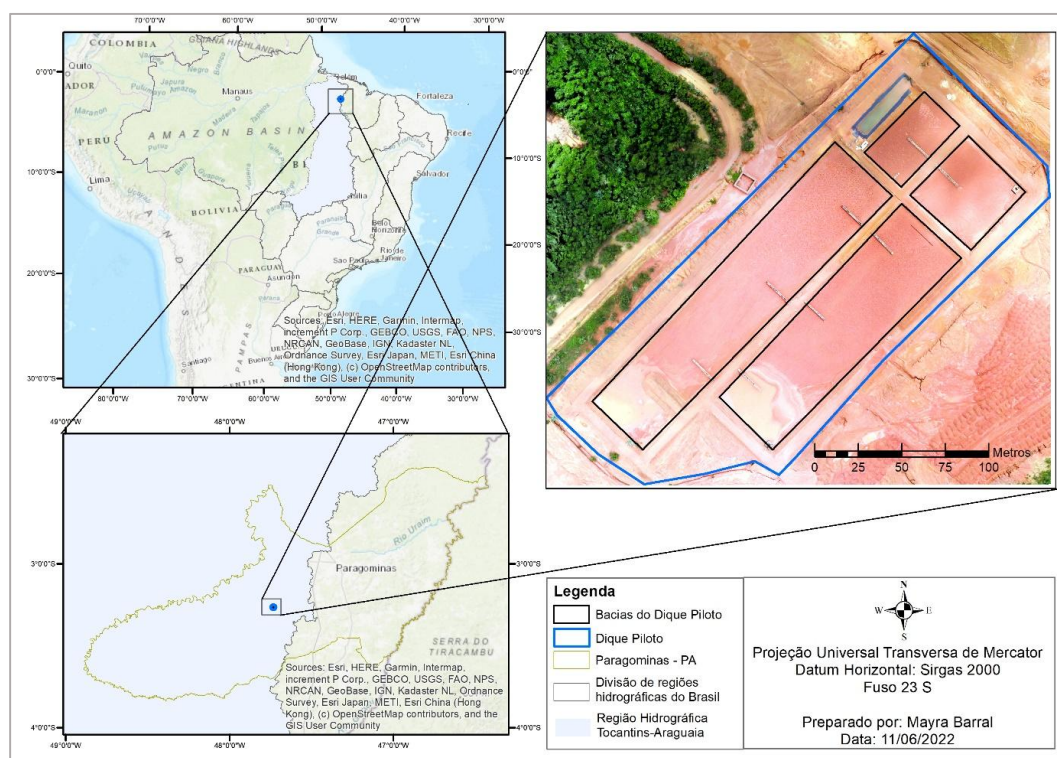 70°0'0"W 60°0'0"W 50°0'0"W 40°0'0"W 30°0'0"W
COLOMBIA
GUIANA HIGHLANDS
Quito
0°0'0"
Belém
0°0'0"S
Manaus
Fortaleza
AMAZON BASIN
PERU
Recife
10°0'0"S
10°0'0"S
Lima
Salvador
BOLIVIA
Belo
Horizonte
20°0'0"S
PARAGUAY
Rio de
Janeiro
20°0'0"S
Sao Paulo
Asunción
Porto Alegre
30°0'0"S
PAMPAS
Santiago
Buenos Aires
30°0'0"S
Sources: Esri, HERE, Garmin, Intermap,
increment P Corp., GEBCO, USGS, FAO, NPS,
NRCAN, GeoBase, IGN, Kadaster NL,
Ordnance Survey, Esri Japan, METI, Esri China
(Hong Kong), (c) OpenStreetMap contributors,
and the GIS User Community
80°0'0"W 70°0'0"W 60°0'0"W 50°0'0"W 40°0'0"W 30°0'0"W
49°0'0"W 48°0'0"W 47°0'0"W
Rio Uraim
3°0'0"S
Paragominas
3°0'0"S
SERRA DO
TIRACAMBU
Sources: Esri, HERE, Garmin, Intermap,
increment P Corp., GEBCO, USGS, FAO, NPS,
NRCAN, GeoBase, IGN, Kadaster NL, Ordnance
Survey, Esri Japan, METI, Esri China (Hong
Kong), (c) OpenStreetMap contributors, and the
GIS User Community
4°0'0"S
4°0'0"S
49°0'0"W 48°0'0"W 47°0'0"W
Metros
0 25 50 75 100
Legenda
Bacias do Dique Piloto
Dique Piloto
Paragominas - PA
Divisão de regiões
hidrográficas do Brasil
Região Hidrográfica
Tocantins-Araguaia
N
W E
S
Projeção Universal Transversa de Mercator
Datum Horizontal: Sirgas 2000
Fuso 23 S
Preparado por: Mayra Barral
Data: 11/06/2022